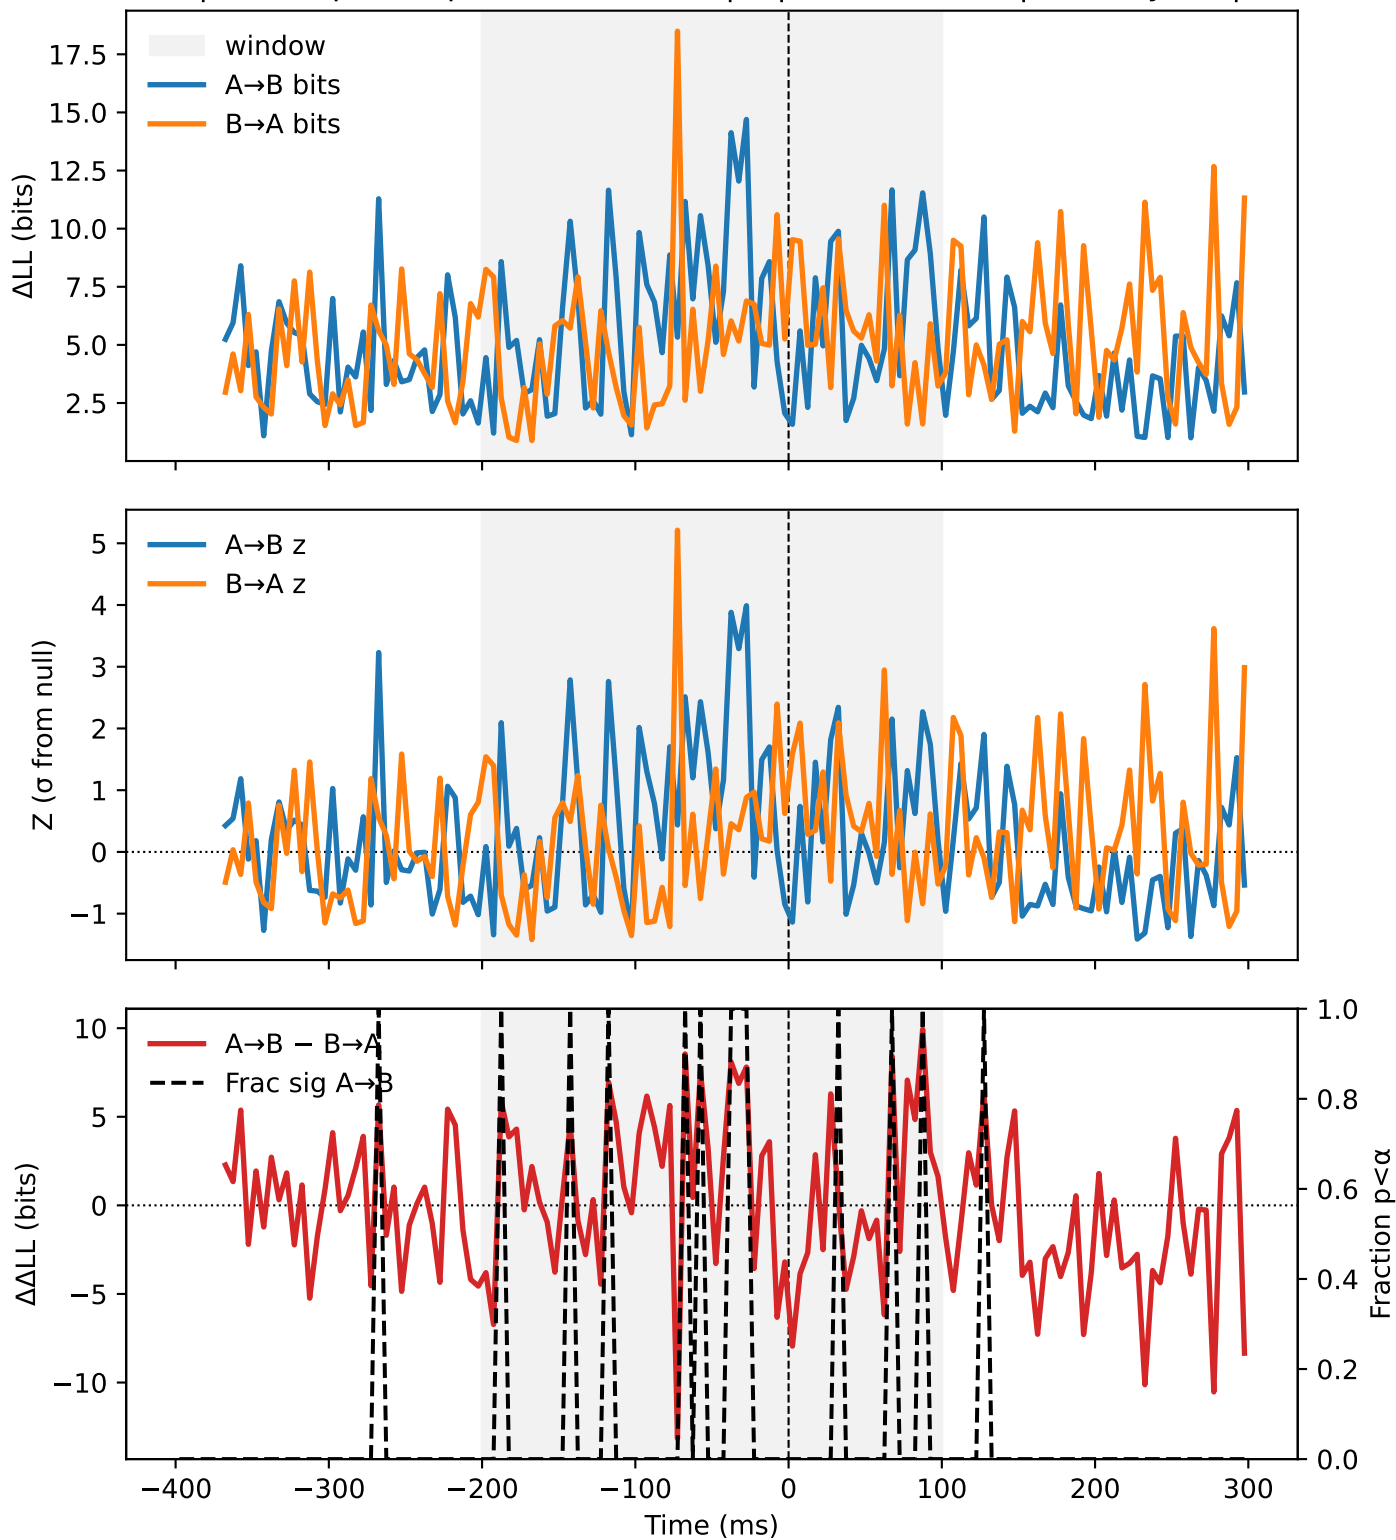 17.5
15.0
12.5
10.0
7.5
5.0
2.5
ΔLL (bits)
window
A→B bits
B→A bits
5
4
3
2
1
0
−1
Z (σ from null)
A→B z
B→A z
10
5
0
−5
−10
ΔΔLL (bits)
A→B − B→A
Frac sig A→B
1.0
0.8
0.6
0.4
0.2
0.0
Fraction p<α
−400 −300 −200 −100 0 100 200 300
Time (ms)